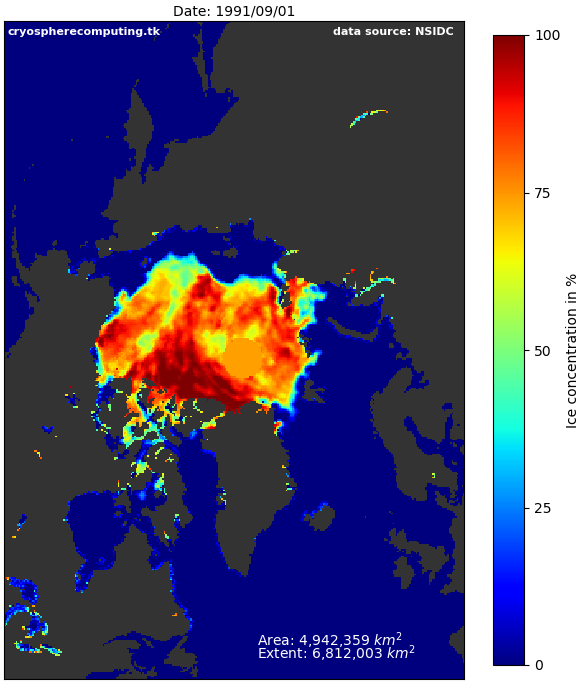 Date: 1991/09/01
cryospherecomputing.tk data source: NSIDC
100
75
50
25
0
Ice concentration in %
Area: 4,942,359 km²
Extent: 6,812,003 km²